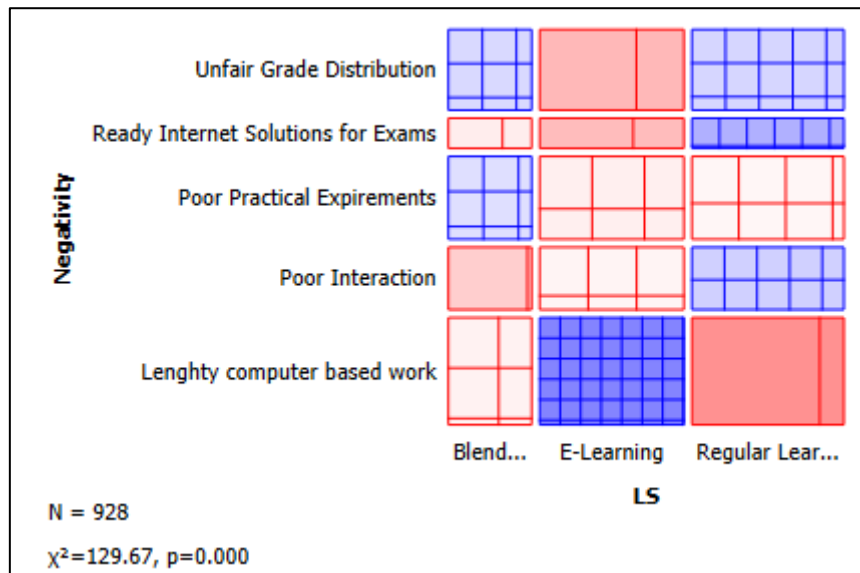 Unfair Grade Distribution
Ready Internet Solutions for Exams
Poor Practical Expirements
Poor Interaction
Lenghty computer based work
Negativity
Blend... E-Learning Regular Lear...
LS
N = 928
χ²=129.67, p=0.000